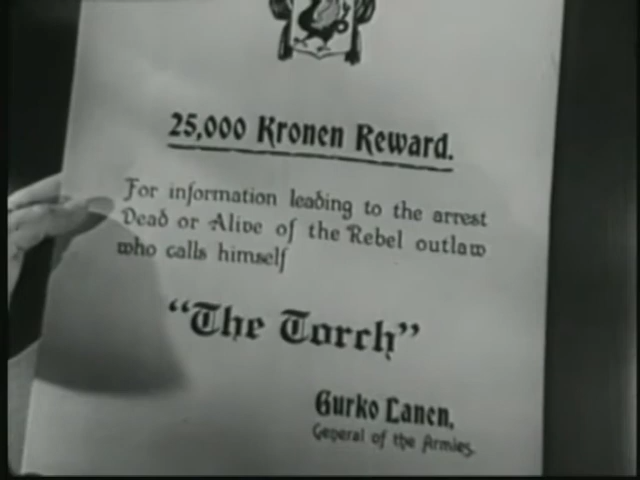 25,000 Kronen Reward.
For information leading to the arrest
Dead or Alive of the Rebel outlaw
who calls himself
"The Torch"
Gurko Lanen,
General of the Armies.